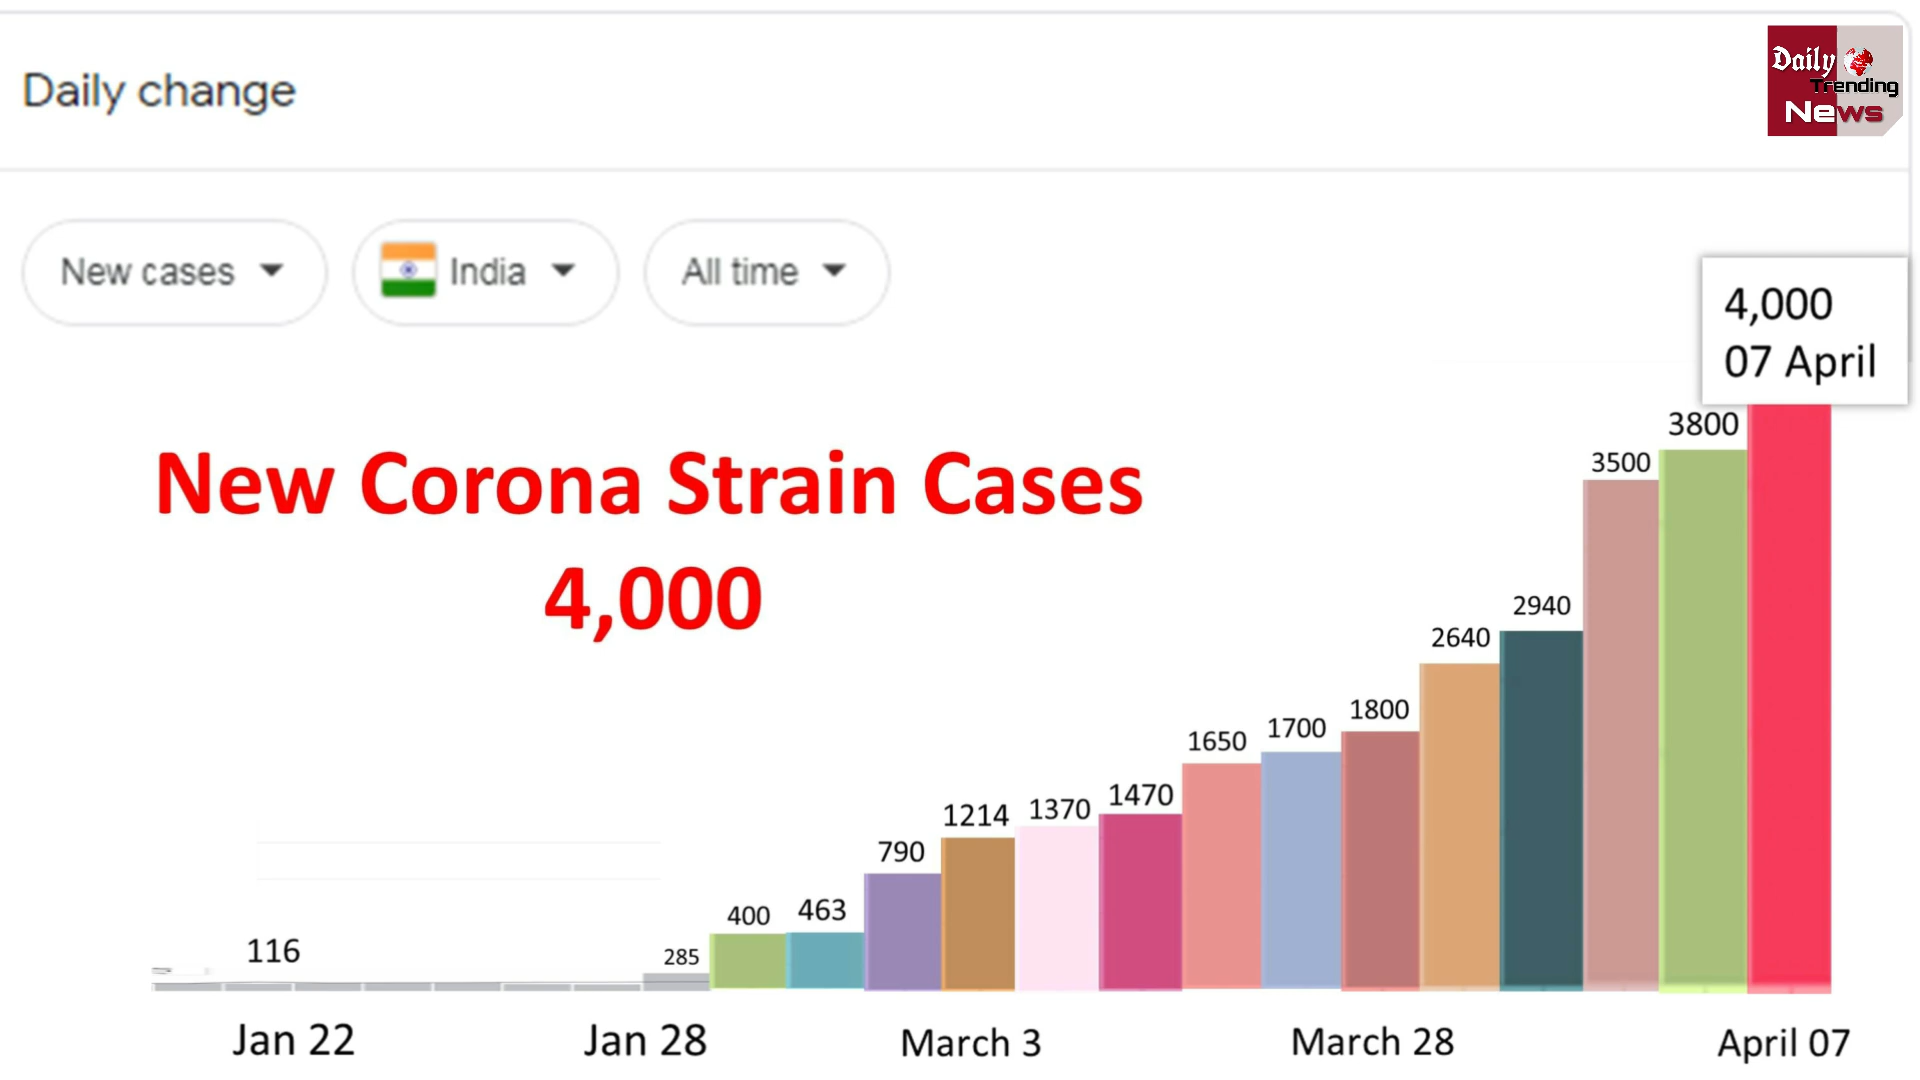 Daily change
Daily
Trending
News
New cases
India
All time
4,000
07 April
New Corona Strain Cases
4,000
116
285
400
463
790
1214
1370
1470
1650
1700
1800
2640
2940
3500
3800
Jan 22
Jan 28
March 3
March 28
April 07